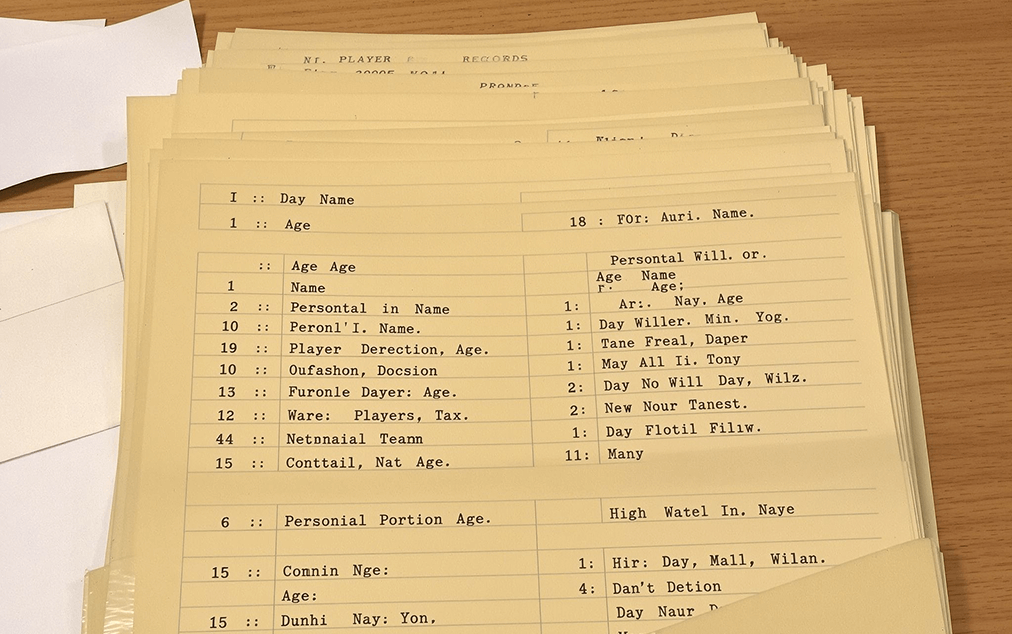 NI. PLAYER RECORDS
I :: Day Name
1 :: Age
18 : For: Auri. Name.
:: Age Age
Persontal Will. or.
1 Name
Age Name
r. Age;
2 :: Persontal in Name
1: Ar:. Nay. Age
10 :: Peronl'I. Name.
1: Day Willer. Min. Yog.
19 :: Player Derection, Age.
1: Tane Freal, Daper
10 :: Oufashon, Docsion
1: May All Ii. Tony
13 :: Furonle Dayer: Age.
2: Day No Will Day, Wilz.
12 :: Ware: Players, Tax.
2: New Nour Tanest.
44 :: Netnnaial Teann
1: Day Flotil Filiw.
15 :: Conttail, Nat Age.
11: Many
6 :: Personial Portion Age.
High Watel In. Naye
15 :: Comnin Nge:
1: Hir: Day, Mall, Wilan.
Age:
4: Dan't Detion
15 :: Dunhi Nay: Yon,
Day Naur